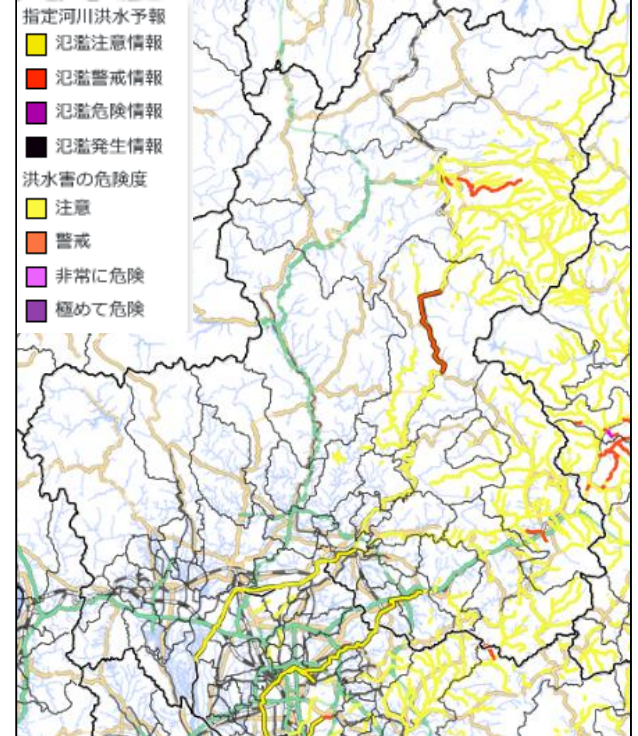 指定河川洪水予報
氾濫注意情報
氾濫警戒情報
氾濫危険情報
氾濫発生情報
洪水害の危険度
注意
警戒
非常に危険
極めて危険